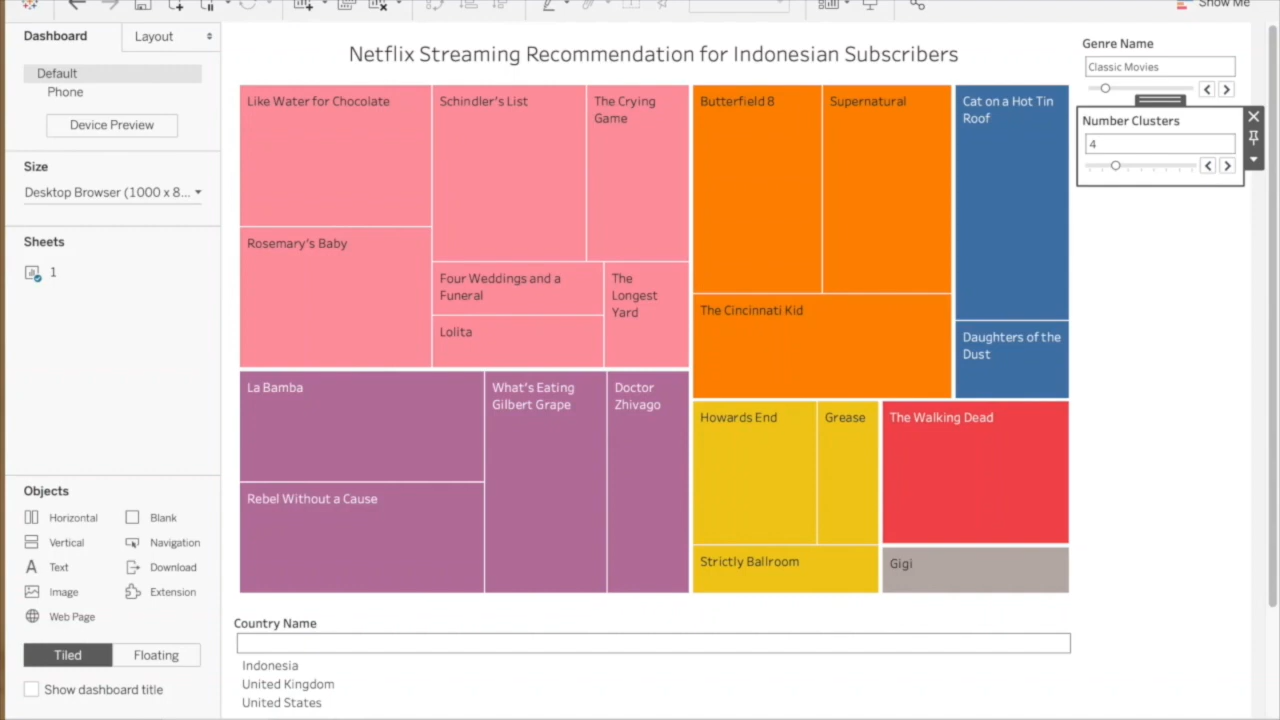 Show Me
Dashboard
Layout
Default
Phone
Device Preview
Size
Desktop Browser (1000 x 8...
Sheets
1
Objects
Horizontal
Blank
Vertical
Navigation
Text
Download
Image
Extension
Web Page
Tiled
Floating
Show dashboard title
Netflix Streaming Recommendation for Indonesian Subscribers
Like Water for Chocolate
Schindler's List
The Crying
Game
Rosemary's Baby
Four Weddings and a
Funeral
The
Longest
Yard
Lolita
Butterfield 8
Supernatural
The Cincinnati Kid
Cat on a Hot Tin
Roof
Daughters of the
Dust
La Bamba
What's Eating
Gilbert Grape
Doctor
Zhivago
Rebel Without a Cause
Howards End
Grease
Strictly Ballroom
The Walking Dead
Gigi
Genre Name
Classic Movies
Number Clusters
4
Country Name
Indonesia
United Kingdom
United States